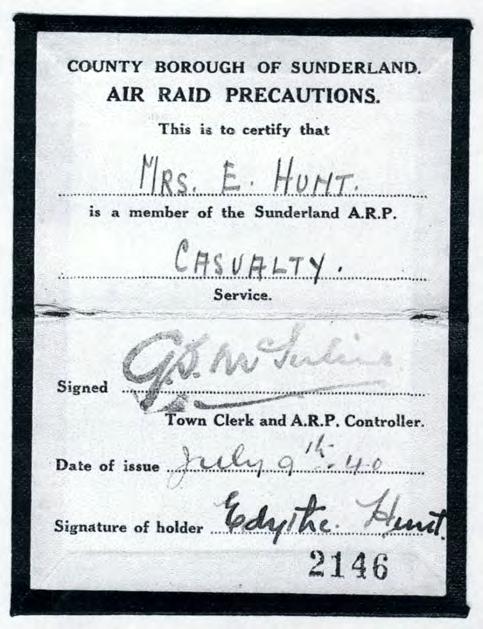 COUNTY BOROUGH OF SUNDERLAND.
AIR RAID PRECAUTIONS.
This is to certify that
MRS. E. HUNT.
is a member of the Sunderland A.R.P.
CASUALTY.
Service.
Signed G.S. 
Town Clerk and A.R.P. Controller.
Date of issue July 9th. 40
Signature of holder Edythe. Hunt.
2146